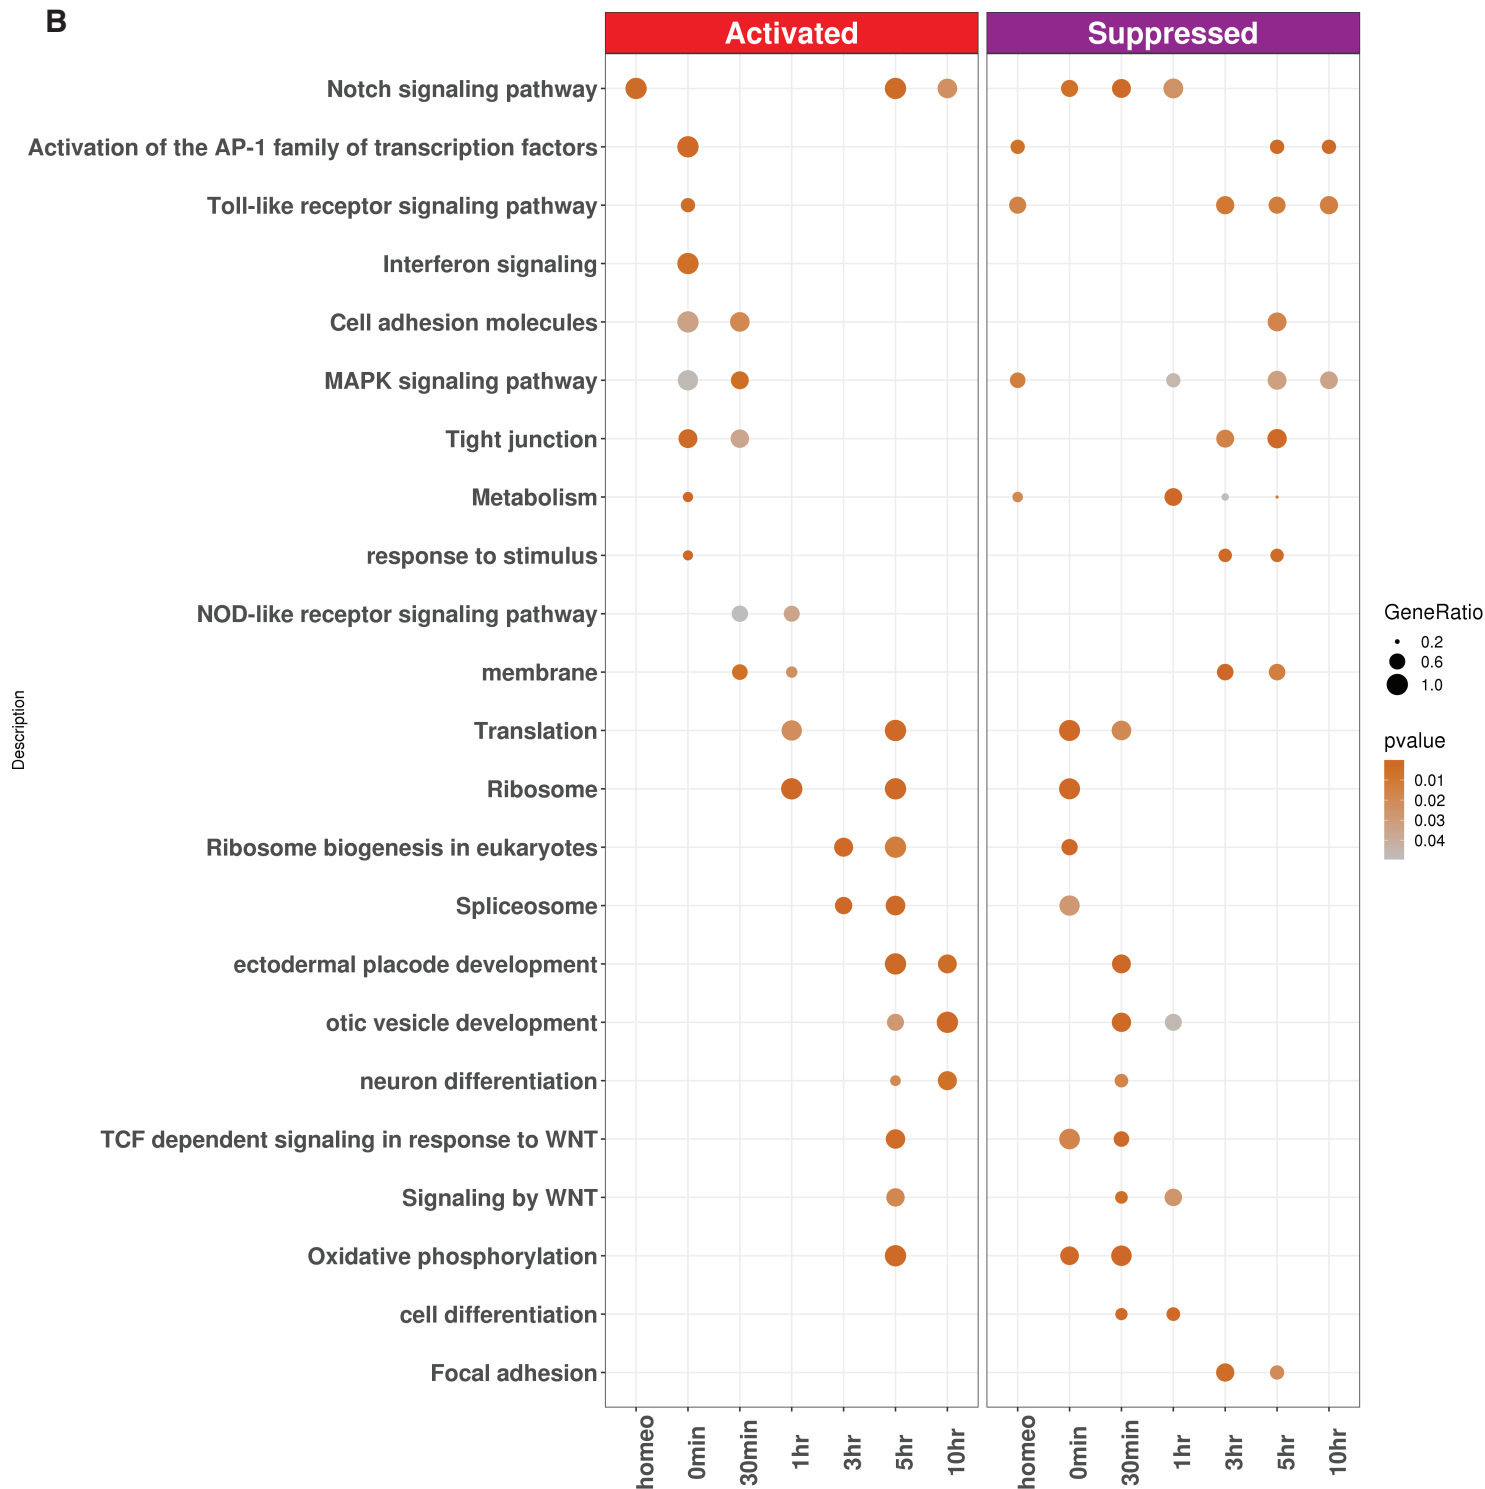 B
Activated
Suppressed
Notch signaling pathway
Activation of the AP-1 family of transcription factors
Toll-like receptor signaling pathway
Interferon signaling
Cell adhesion molecules
MAPK signaling pathway
Tight junction
Metabolism
response to stimulus
NOD-like receptor signaling pathway
membrane
Translation
Ribosome
Ribosome biogenesis in eukaryotes
Spliceosome
ectodermal placode development
otic vesicle development
neuron differentiation
TCF dependent signaling in response to WNT
Signaling by WNT
Oxidative phosphorylation
cell differentiation
Focal adhesion
Description
homeo
0min
30min
1hr
3hr
5hr
10hr
homeo
0min
30min
1hr
3hr
5hr
10hr
GeneRatio
0.2
0.6
1.0
pvalue
0.01
0.02
0.03
0.04